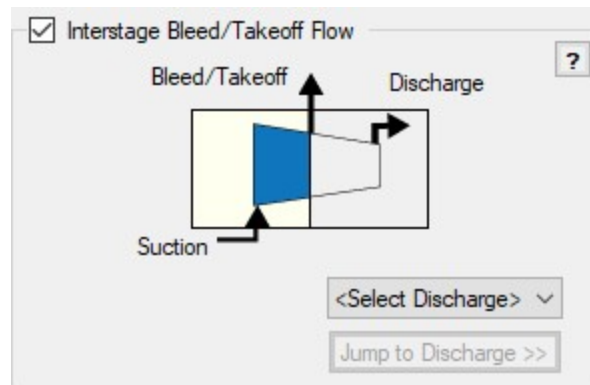 Interstage Bleed/Takeoff Flow
?
Bleed/Takeoff
Discharge
Suction
<Select Discharge>
Jump to Discharge >>